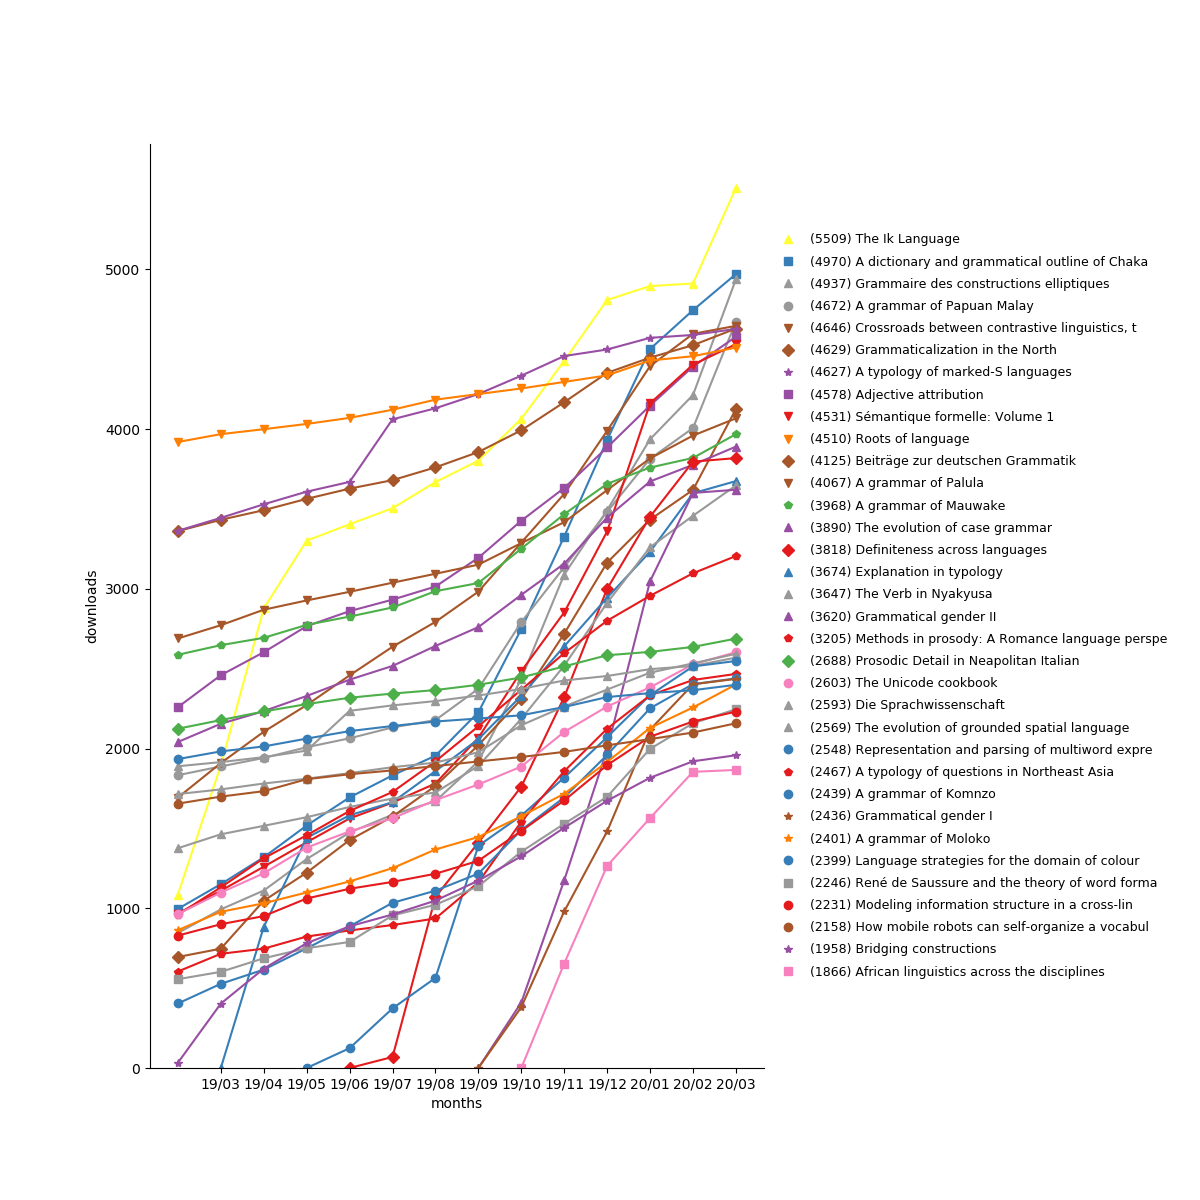 5000
4000
3000
2000
1000
0
downloads
19/03 19/04 19/05 19/06 19/07 19/08 19/09 19/10 19/11 19/12 20/01 20/02 20/03
months
(5509) The Ik Language
(4970) A dictionary and grammatical outline of Chaka
(4937) Grammaire des constructions elliptiques
(4672) A grammar of Papuan Malay
(4646) Crossroads between contrastive linguistics, t
(4629) Grammaticalization in the North
(4627) A typology of marked-S languages
(4578) Adjective attribution
(4531) Sémantique formelle: Volume 1
(4510) Roots of language
(4125) Beiträge zur deutschen Grammatik
(4067) A grammar of Palula
(3968) A grammar of Mauwake
(3890) The evolution of case grammar
(3818) Definiteness across languages
(3674) Explanation in typology
(3647) The Verb in Nyakyusa
(3620) Grammatical gender II
(3205) Methods in prosody: A Romance language perspe
(2688) Prosodic Detail in Neapolitan Italian
(2603) The Unicode cookbook
(2593) Die Sprachwissenschaft
(2569) The evolution of grounded spatial language
(2548) Representation and parsing of multiword expre
(2467) A typology of questions in Northeast Asia
(2439) A grammar of Komnzo
(2436) Grammatical gender I
(2401) A grammar of Moloko
(2399) Language strategies for the domain of colour
(2246) René de Saussure and the theory of word forma
(2231) Modeling information structure in a cross-lin
(2158) How mobile robots can self-organize a vocabul
(1958) Bridging constructions
(1866) African linguistics across the disciplines